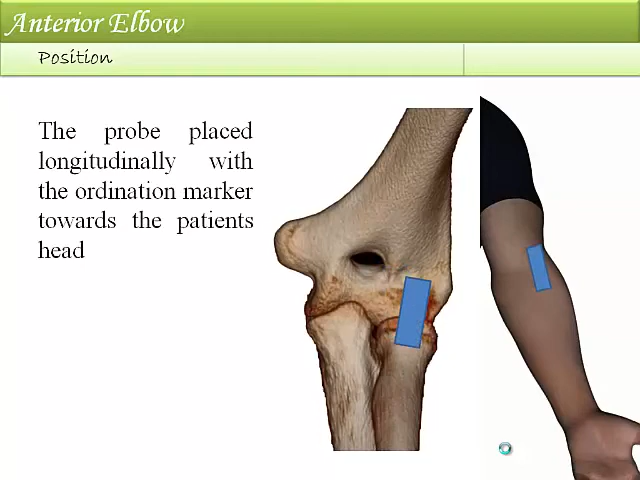 Anterior Elbow
Position
The probe placed
longitudinally with
the ordination marker
towards the patients
head